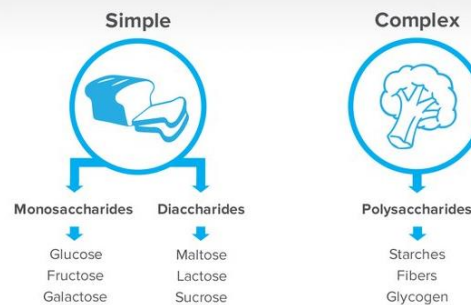 Simple
Complex
Monosaccharides
Diaccharides
Polysaccharides
Glucose
Fructose
Galactose
Maltose
Lactose
Sucrose
Starches
Fibers
Glycogen